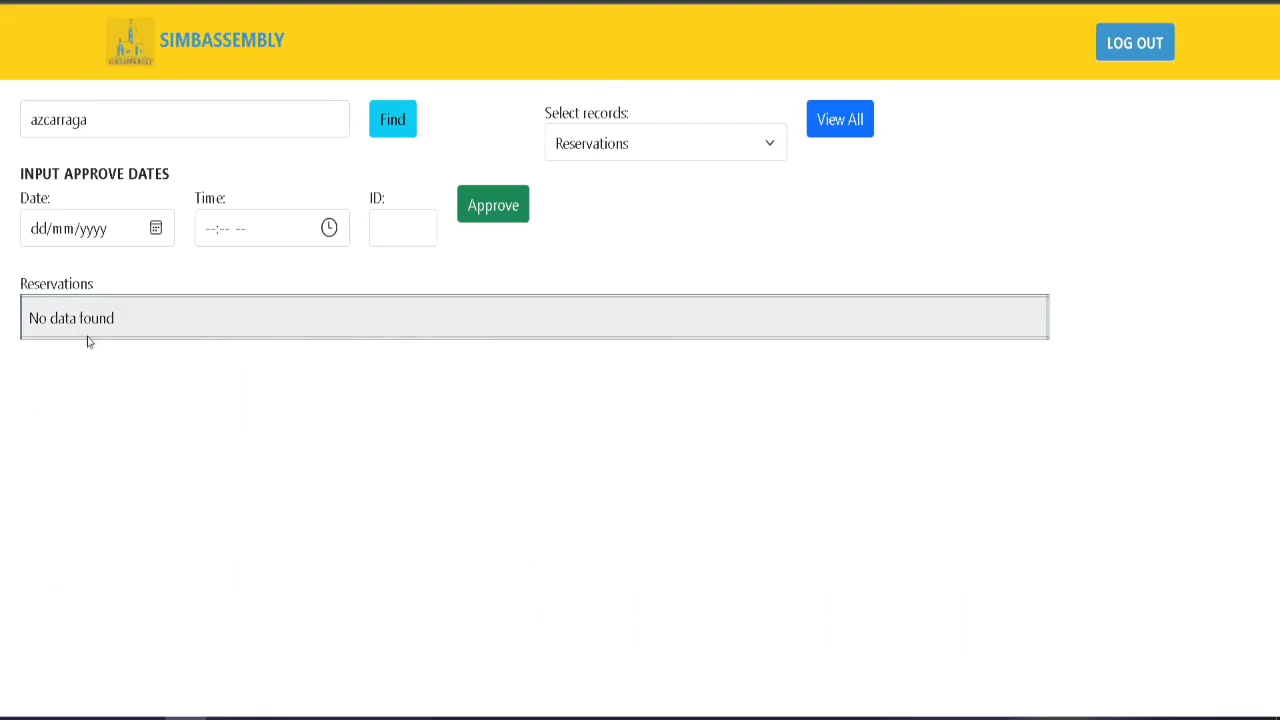 SIMBASSEMBLY
LOG OUT
azcarraga
Find
Select records:
Reservations
View All
INPUT APPROVE DATES
Date:
Time:
ID:
dd/mm/yyyy
--:-- --
Approve
Reservations
No data found